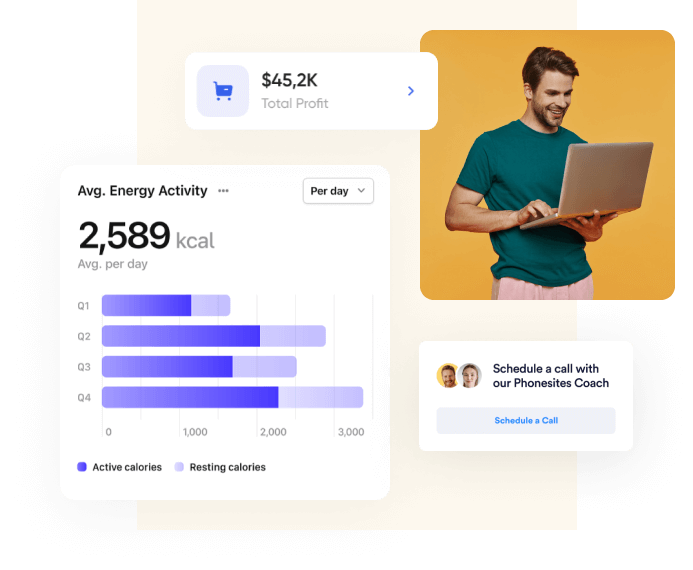 $45,2K
Total Profit
Avg. Energy Activity
Per day
2,589 kcal
Avg. per day
Q1
Q2
Q3
Q4
0 1,000 2,000 3,000
Active calories Resting calories
Schedule a call with
our Phonesites Coach
Schedule a Call